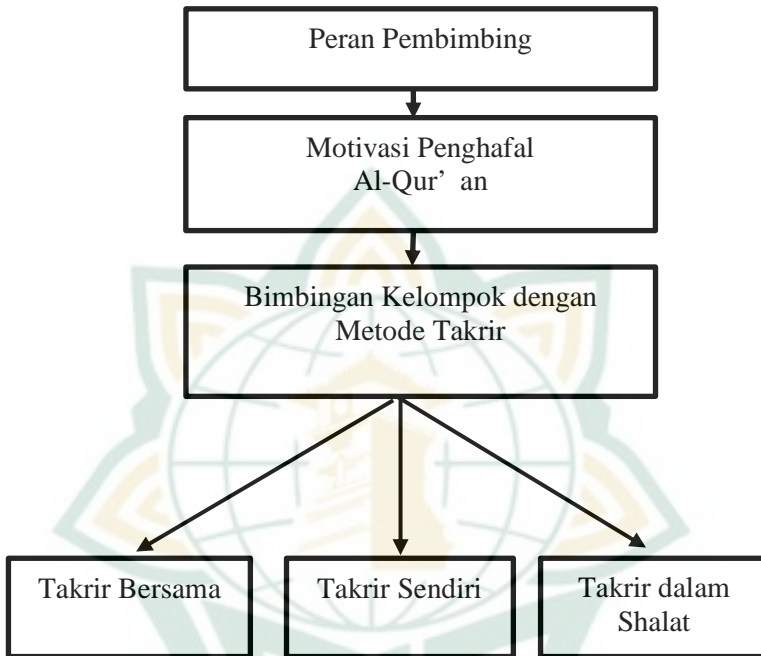 Peran Pembimbing
Motivasi Penghafal
Al-Qur’ an
Bimbingan Kelompok dengan
Metode Takrir
Takrir Bersama
Takrir Sendiri
Takrir dalam
Shalat